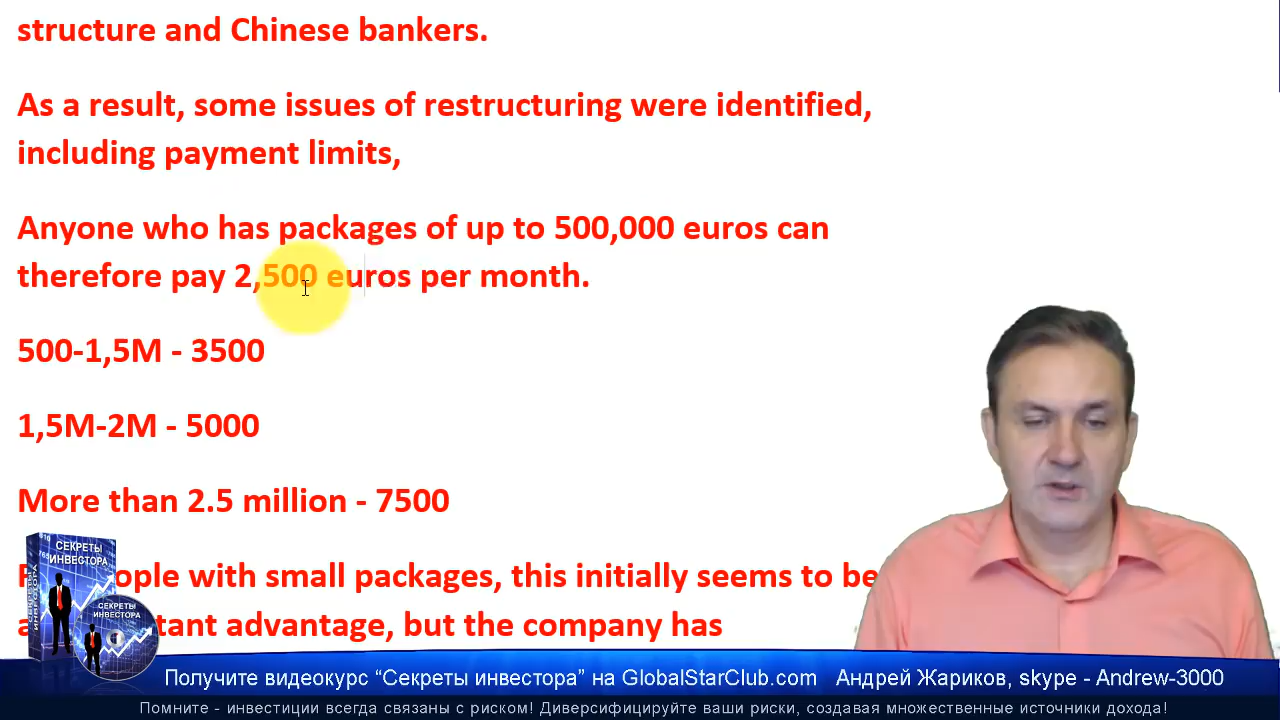 structure and Chinese bankers.
As a result, some issues of restructuring were identified,
including payment limits,
Anyone who has packages of up to 500,000 euros can
therefore pay 2,500 euros per month.
500-1,5M - 3500
1,5M-2M - 5000
More than 2.5 million - 7500
with small packages, this initially seems to be
advantage, but the company has
СЕКРЕТЫ
ИНВЕСТОРА
СЕКРЕТЫ
ИНВЕСТОРА
Получите видеокурс “Секреты инвестора” на GlobalStarClub.com Андрей Жариков, skype - Andrew-3000
Помните - инвестиции всегда связаны с риском! Диверсифицируйте ваши риски, создавая множественные источники дохода!